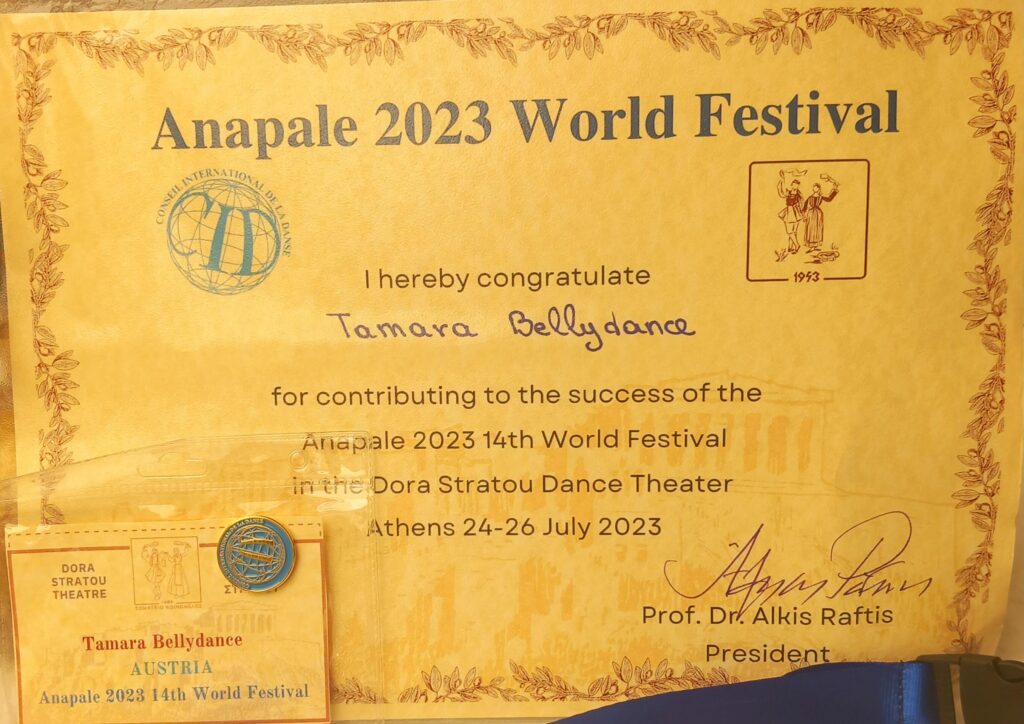 Anapale 2023 World Festival
CONSEIL INTERNATIONAL DE LA DANSE
CID
1953
I hereby congratulate
Tamara Bellydance
for contributing to the success of the
Anapale 2023 14th World Festival
in the Dora Stratou Dance Theater
Athens 24-26 July 2023
Prof. Dr. Alkis Raftis
President
DORA
STRATOU
THEATRE
Tamara Bellydance
AUSTRIA
Anapale 2023 14th World Festival